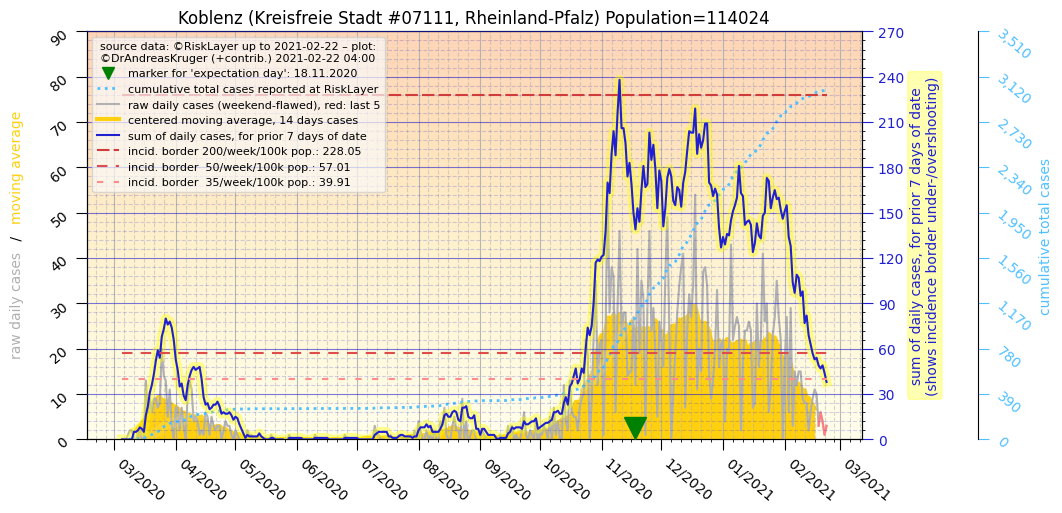 Koblenz (Kreisfreie Stadt #07111, Rheinland-Pfalz) Population=114024
source data: ©RiskLayer up to 2021-02-22 – plot:
©DrAndreasKruger (+contrib.) 2021-02-22 04:00
marker for 'expectation day': 18.11.2020
cumulative total cases reported at RiskLayer
raw daily cases (weekend-flawed), red: last 5
centered moving average, 14 days cases
sum of daily cases, for prior 7 days of date
incid. border 200/week/100k pop.: 228.05
incid. border  50/week/100k pop.: 57.01
incid. border  35/week/100k pop.: 39.91
raw daily cases / moving average
0
10
20
30
40
50
60
70
80
90
03/2020
04/2020
05/2020
06/2020
07/2020
08/2020
09/2020
10/2020
11/2020
12/2020
01/2021
02/2021
03/2021
0
30
60
90
120
150
180
210
240
270
sum of daily cases, for prior 7 days of date
(shows incidence border under-/overshooting)
0
390
780
1,170
1,560
1,950
2,340
2,730
3,120
3,510
cumulative total cases